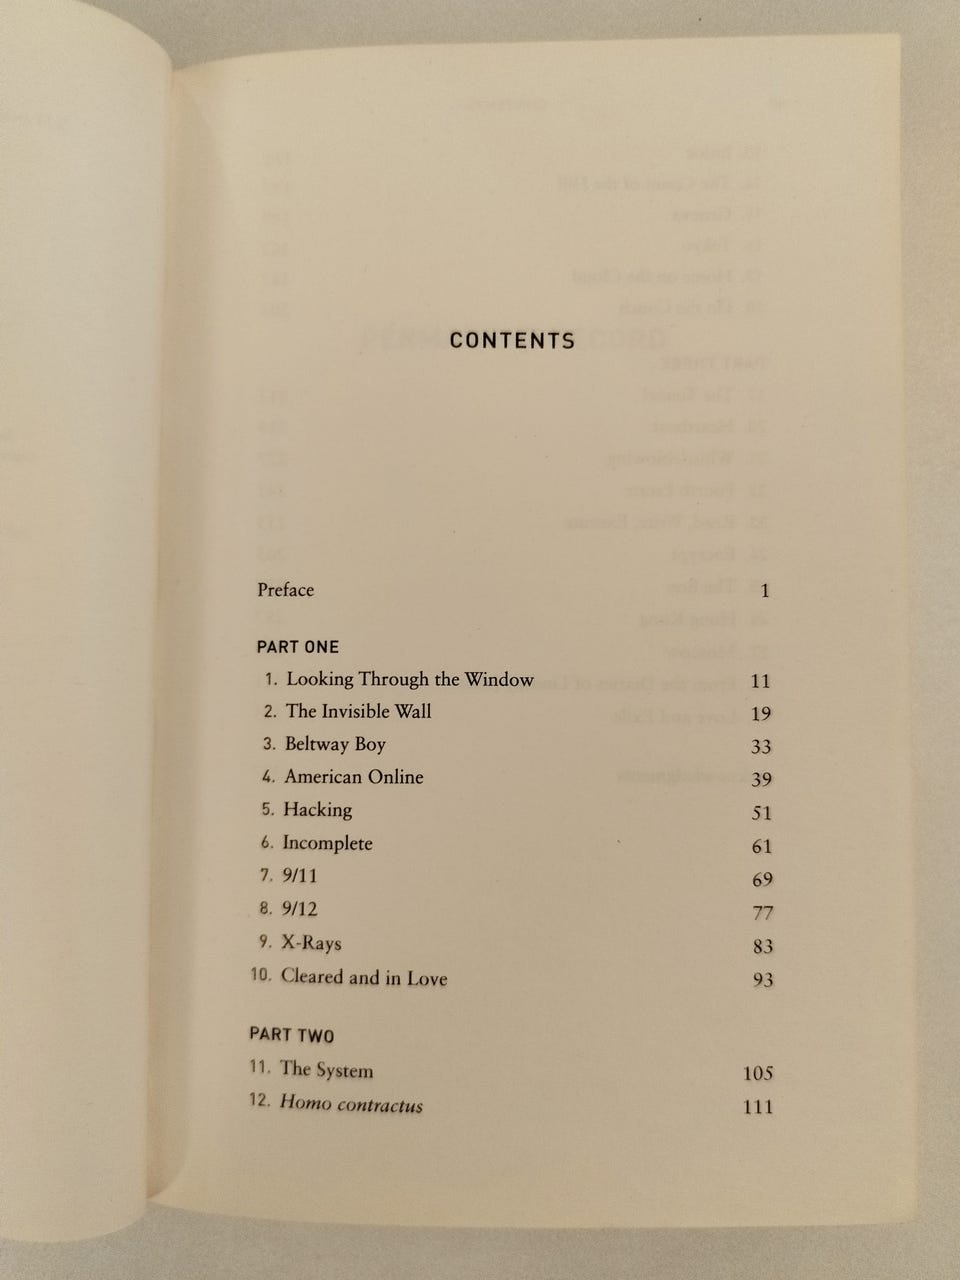 CONTENTS
Preface 1
PART ONE
1. Looking Through the Window 11
2. The Invisible Wall 19
3. Beltway Boy 33
4. American Online 39
5. Hacking 51
6. Incomplete 61
7. 9/11 69
8. 9/12 77
9. X-Rays 83
10. Cleared and in Love 93
PART TWO
11. The System 105
12. Homo contractus 111